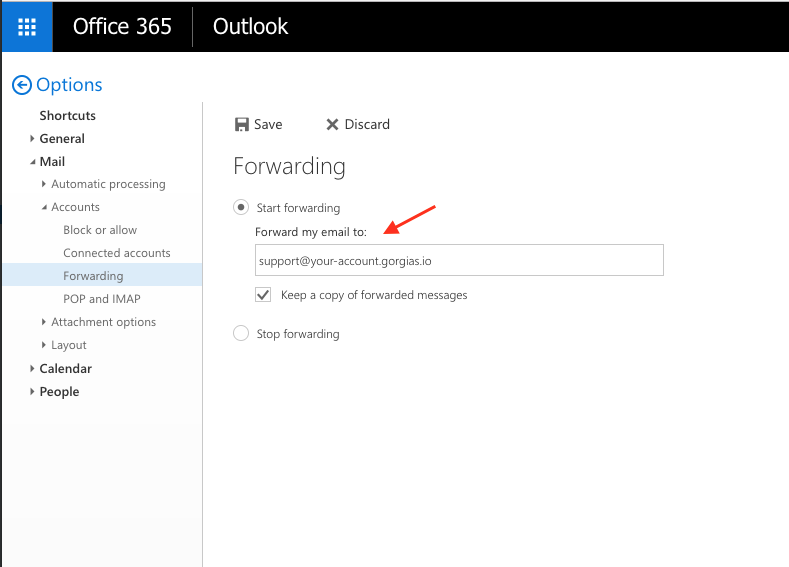 Office 365
Outlook
Options
Shortcuts
General
Mail
Automatic processing
Accounts
Block or allow
Connected accounts
Forwarding
POP and IMAP
Attachment options
Layout
Calendar
People
Save
Discard
Forwarding
Start forwarding
Forward my email to:
support@your-account.gorgias.io
Keep a copy of forwarded messages
Stop forwarding